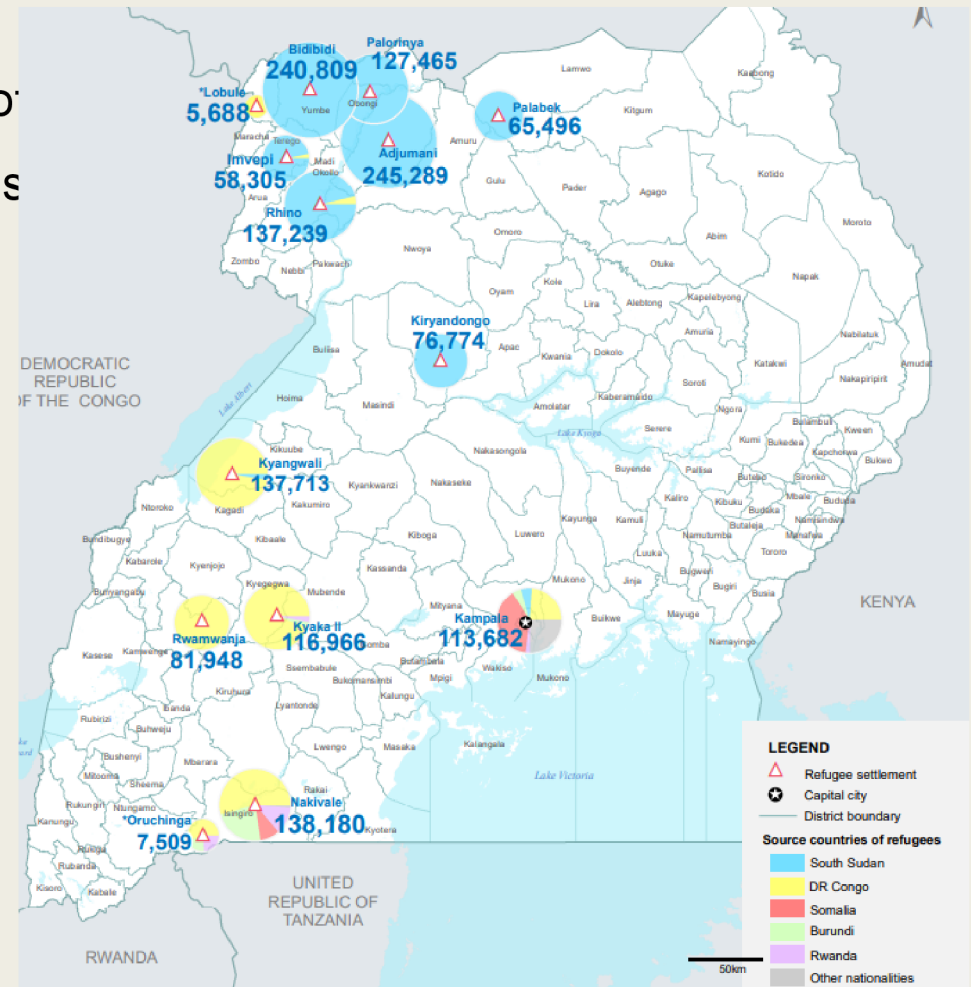 o
s
Bidibidi
240,809
Palorinya
127,465
*Lobule
5,688
Yumbe
Obongi
Lamwo
Kaabong
Palabek
65,496
Kitgum
Maracha
Terego
Adjumani
245,289
Amuru
Imvepi
58,305
Madi
Okollo
Arua
Gulu
Pader
Agago
Kotido
Rhino
137,239
Moroto
Omoro
Abim
Zombo
Nebbi
Pakwach
Nwoya
Otuke
Napak
Oyam
Kole
Lira
Alebtong
Kapelebyong
Kiryandongo
76,774
Amuria
Nabilatuk
Buliisa
Apac
Kwania
Dokolo
Katakwi
Amudat
DEMOCRATIC
REPUBLIC
OF THE CONGO
Lake Albert
Hoima
Masindi
Kaberamaido
Soroti
Nakapiripirit
Amolatar
Ngora
Lake Kyoga
Serere
Bulambuli
Kween
Kumi
Bukedea
Kapchorwa
Bukwo
Kikuube
Kyangwali
137,713
Nakasongola
Buyende
Pallisa
Butebo
Sironko
Kyankwanzi
Nakaseke
Kaliro
Kibuku
Mbale
Bududa
Ntoroko
Kagadi
Kakumiro
Budaka
Namisindwa
Kayunga
Kamuli
Butaleja
Manafwa
Bundibugye
Kibaale
Kiboga
Luwero
Namutumba
Tororo
Kabarole
Kyenjojo
Luuka
Kassanda
Bugweri
Bunyangabu
Kyegegwa
Mubende
Mukono
Jinja
Bugiri
Busia
KENYA
Mityana
Kampala
113,682
Buikwe
Mayuge
Rwamwanja
81,948
Kyaka II
116,966
omba
Namayingo
Kasese
Kamwenge
Butambala
Wakiso
Ssembabule
Mpigi
Mukono
Bukomansimbi
Kalungu
Kiruhura
Lyantonde
Ibanda
Rubirizi
Buhweju
Lwengo
Masaka
Kalangala
Bushenyi
Mbarara
Lake Victoria
Mitooma
Sheema
Rukungiri
Ntungamo
Rakai
Isingiro
Nakivale
138,180
Kyotera
Kanungu
*Oruchinga
7,509
Rukiga
Rubanda
Kisoro
Kabale
UNITED
REPUBLIC OF
TANZANIA
RWANDA
50km
LEGEND
Refugee settlement
Capital city
District boundary
Source countries of refugees
South Sudan
DR Congo
Somalia
Burundi
Rwanda
Other nationalities